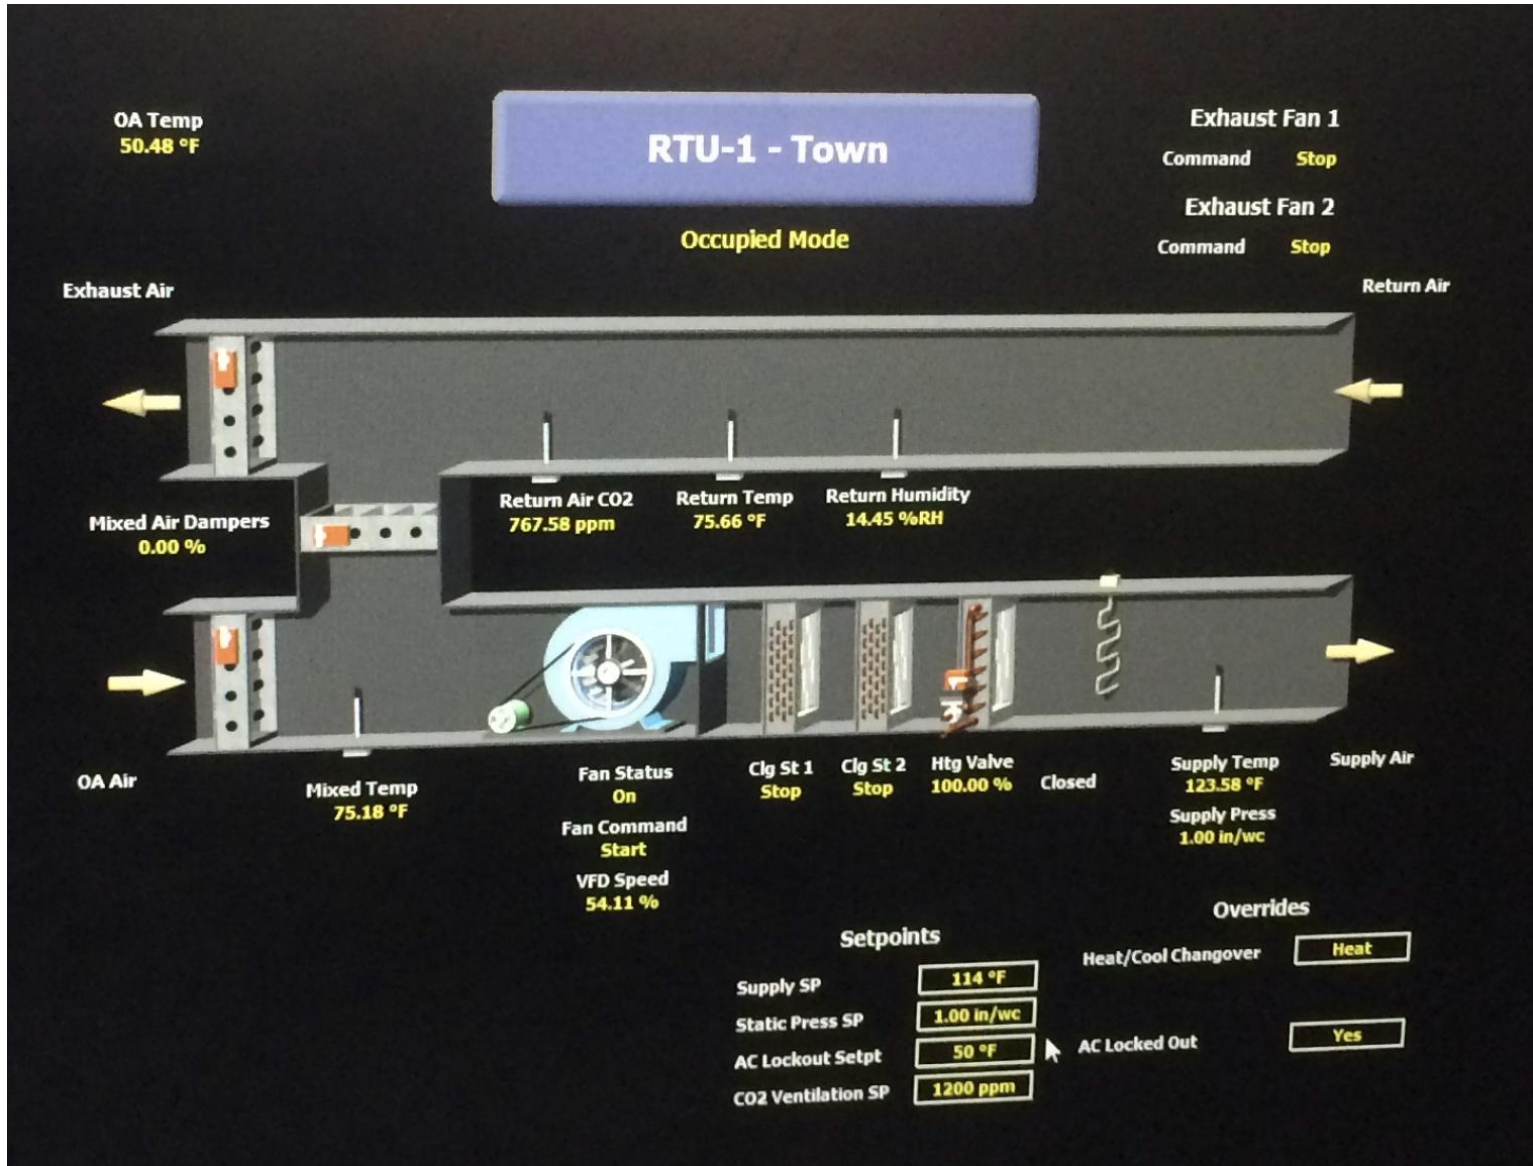 OA Temp
50.48 °F
RTU-1 - Town
Occupied Mode
Exhaust Fan 1
Command Stop
Exhaust Fan 2
Command Stop
Exhaust Air
Return Air
Return Air CO2
767.58 ppm
Return Temp
75.66 °F
Return Humidity
14.45 %RH
Mixed Air Dampers
0.00 %
OA Air
Mixed Temp
75.18 °F
Fan Status
On
Fan Command
Start
VFD Speed
54.11 %
Clg St 1
Stop
Clg St 2
Stop
Htg Valve
100.00 %
Closed
Supply Temp
123.58 °F
Supply Press
1.00 in/wc
Supply Air
Setpoints
Supply SP 114 °F
Static Press SP 1.00 in/wc
AC Lockout Setpt 50 °F
CO2 Ventilation SP 1200 ppm
Overrides
Heat/Cool Changover Heat
AC Locked Out Yes